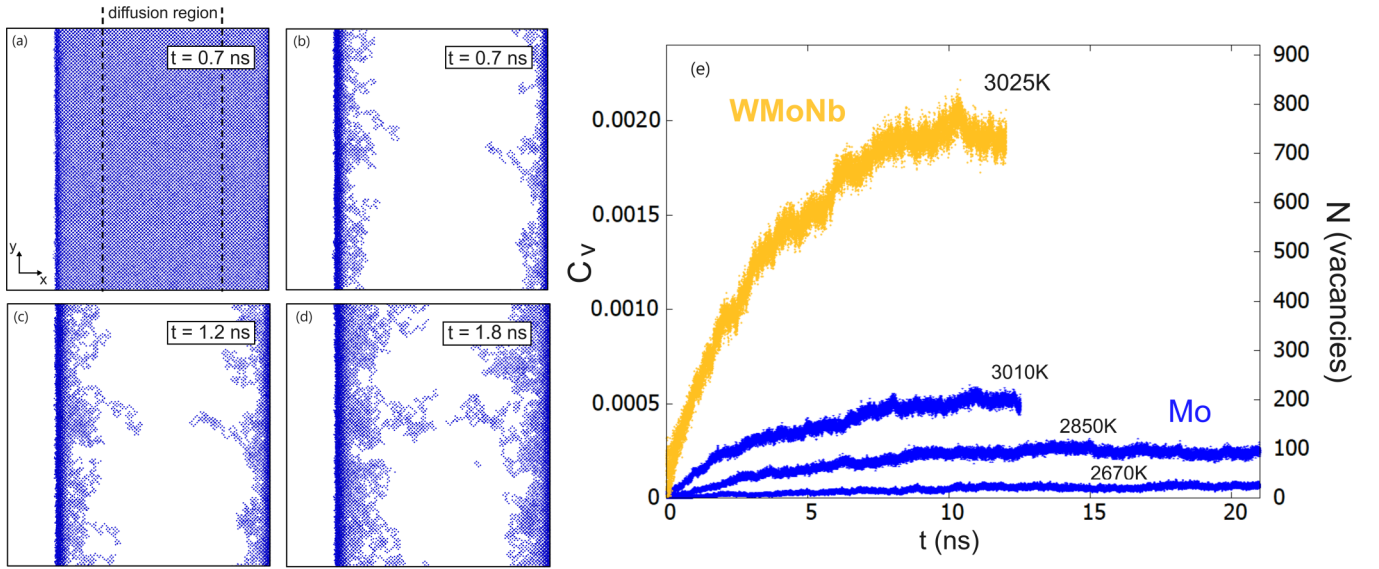 diffusion region
(a)
t = 0.7 ns
y
x
(b)
t = 0.7 ns
(c)
t = 1.2 ns
(d)
t = 1.8 ns
(e)
WMoNb
3025K
3010K
Mo
2850K
2670K
Cv
0.0020
0.0015
0.0010
0.0005
0
0
5
10
15
20
t (ns)
900
800
700
600
500
400
300
200
100
0
N (vacancies)